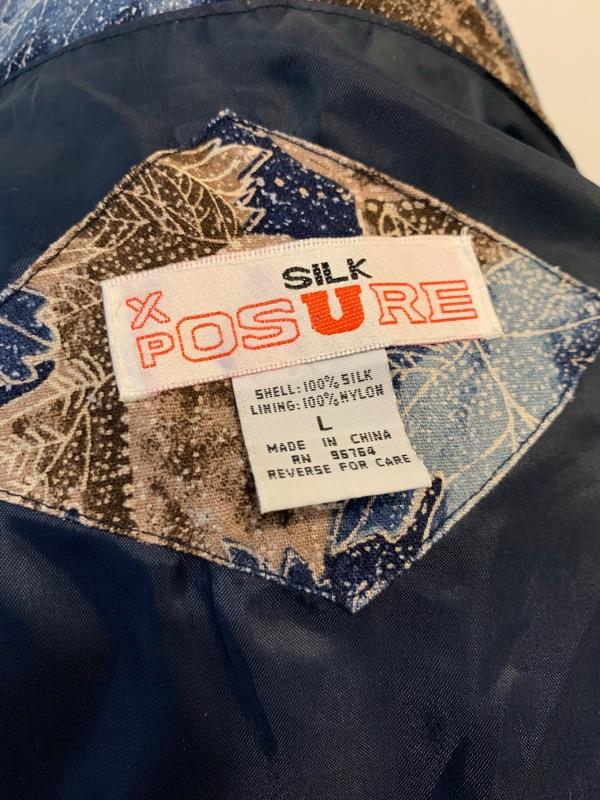 SILK
X
POSURE
SHELL:100% SILK
LINING:100% NYLON
L
MADE IN CHINA
RN 96764
REVERSE FOR CARE